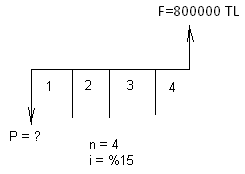 F=800000 TL
1 2 3 4
P = ?
n = 4
i = %15